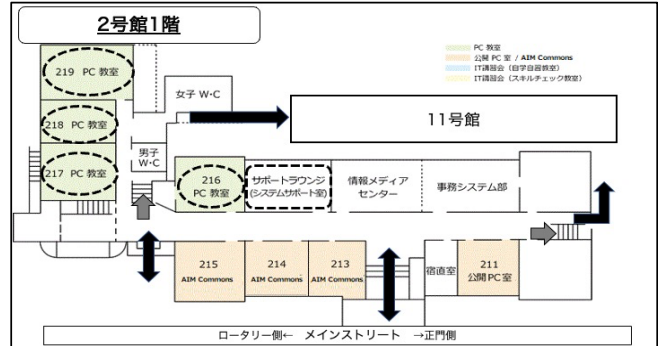 2号館1階
PC 教室
公開 PC 室 / AIM Commons
IT講習会（自学自習教室）
IT講習会（スキルチェック教室）
219 PC 教室
女子 W・C
218 PC 教室
11号館
男子
W・C
217 PC 教室
216
PC 教室
サポートラウンジ
(システムサポート室)
情報メディア
センター
事務システム部
215
AIM Commons
214
AIM Commons
213
AIM Commons
宿直室
211
公開PC室
ロータリー側← メインストリート →正門側